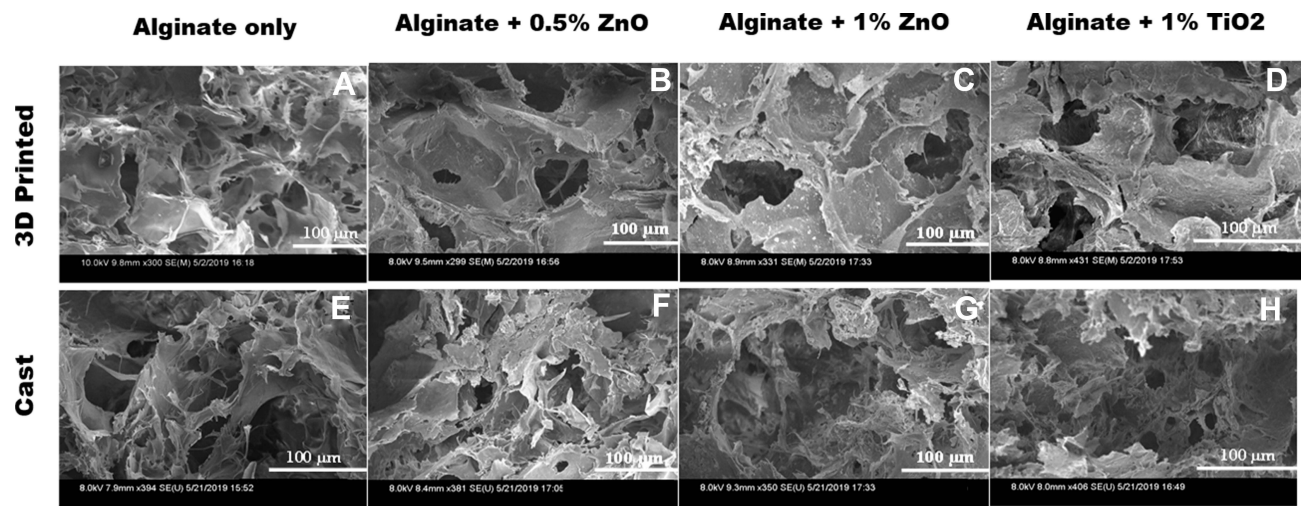 Alginate only
Alginate + 0.5% ZnO
Alginate + 1% ZnO
Alginate + 1% TiO2
3D Printed
A
100 μm
10.0kV 9.8mm x300 SE(M) 5/2/2019 16:18
B
100 μm
8.0kV 9.5mm x299 SE(M) 5/2/2019 16:56
C
100 μm
8.0kV 8.9mm x331 SE(M) 5/2/2019 17:33
D
100 μm
8.0kV 8.8mm x431 SE(M) 5/2/2019 17:53
Cast
E
100 μm
8.0kV 7.9mm x394 SE(U) 5/21/2019 15:52
F
100 μm
8.0kV 8.4mm x381 SE(U) 5/21/2019 17:05
G
100 μm
8.0kV 9.3mm x350 SE(U) 5/21/2019 17:33
H
100 μm
8.0kV 8.0mm x406 SE(U) 5/21/2019 16:49